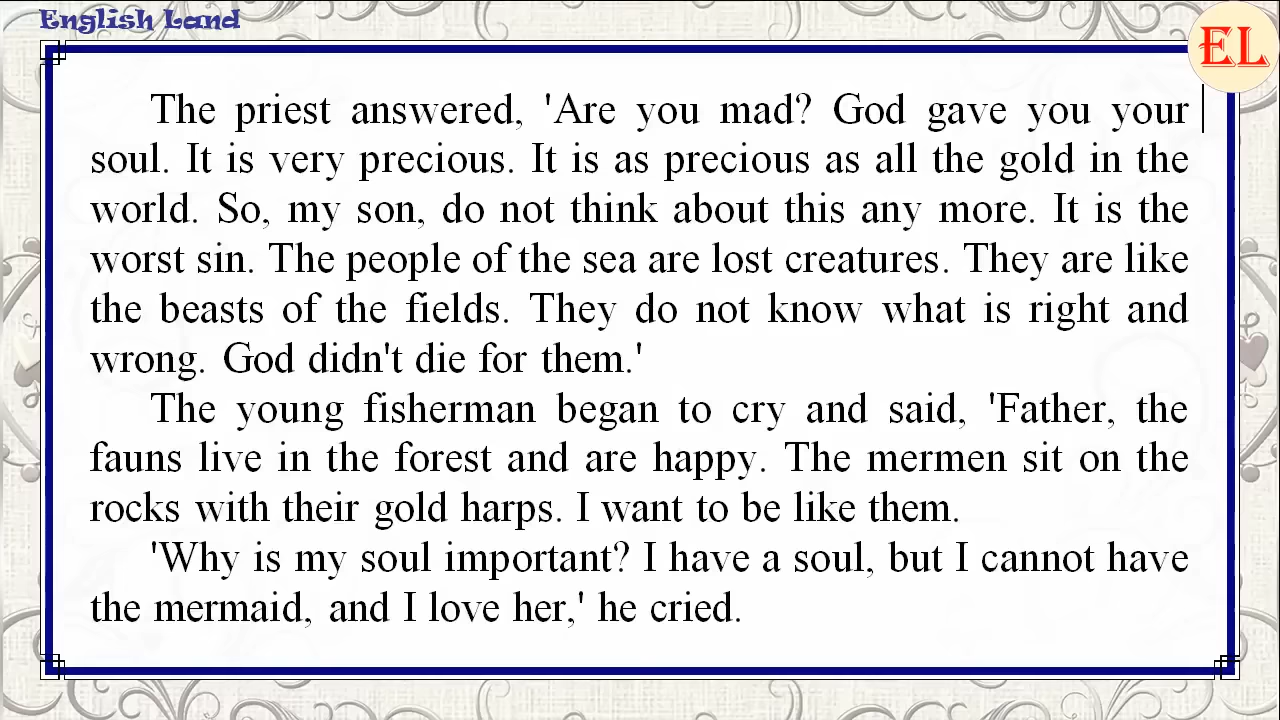 English Land
EL
The priest answered, 'Are you mad? God gave you your
soul. It is very precious. It is as precious as all the gold in the
world. So, my son, do not think about this any more. It is the
worst sin. The people of the sea are lost creatures. They are like
the beasts of the fields. They do not know what is right and
wrong. God didn't die for them.'
The young fisherman began to cry and said, 'Father, the
fauns live in the forest and are happy. The mermen sit on the
rocks with their gold harps. I want to be like them.
'Why is my soul important? I have a soul, but I cannot have
the mermaid, and I love her,' he cried.